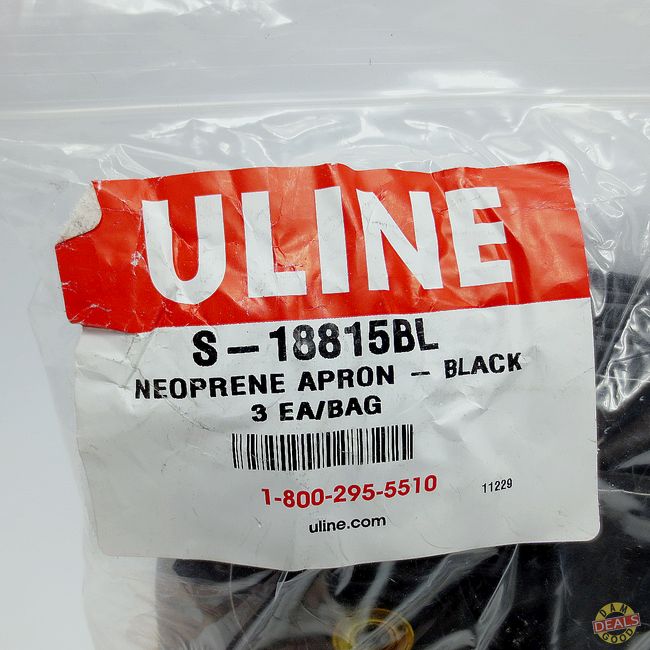 ULINE
S-18815BL
NEOPRENE APRON - BLACK
3 EA/BAG
1-800-295-5510
11229
uline.com
DAM
DEALS
GOOD